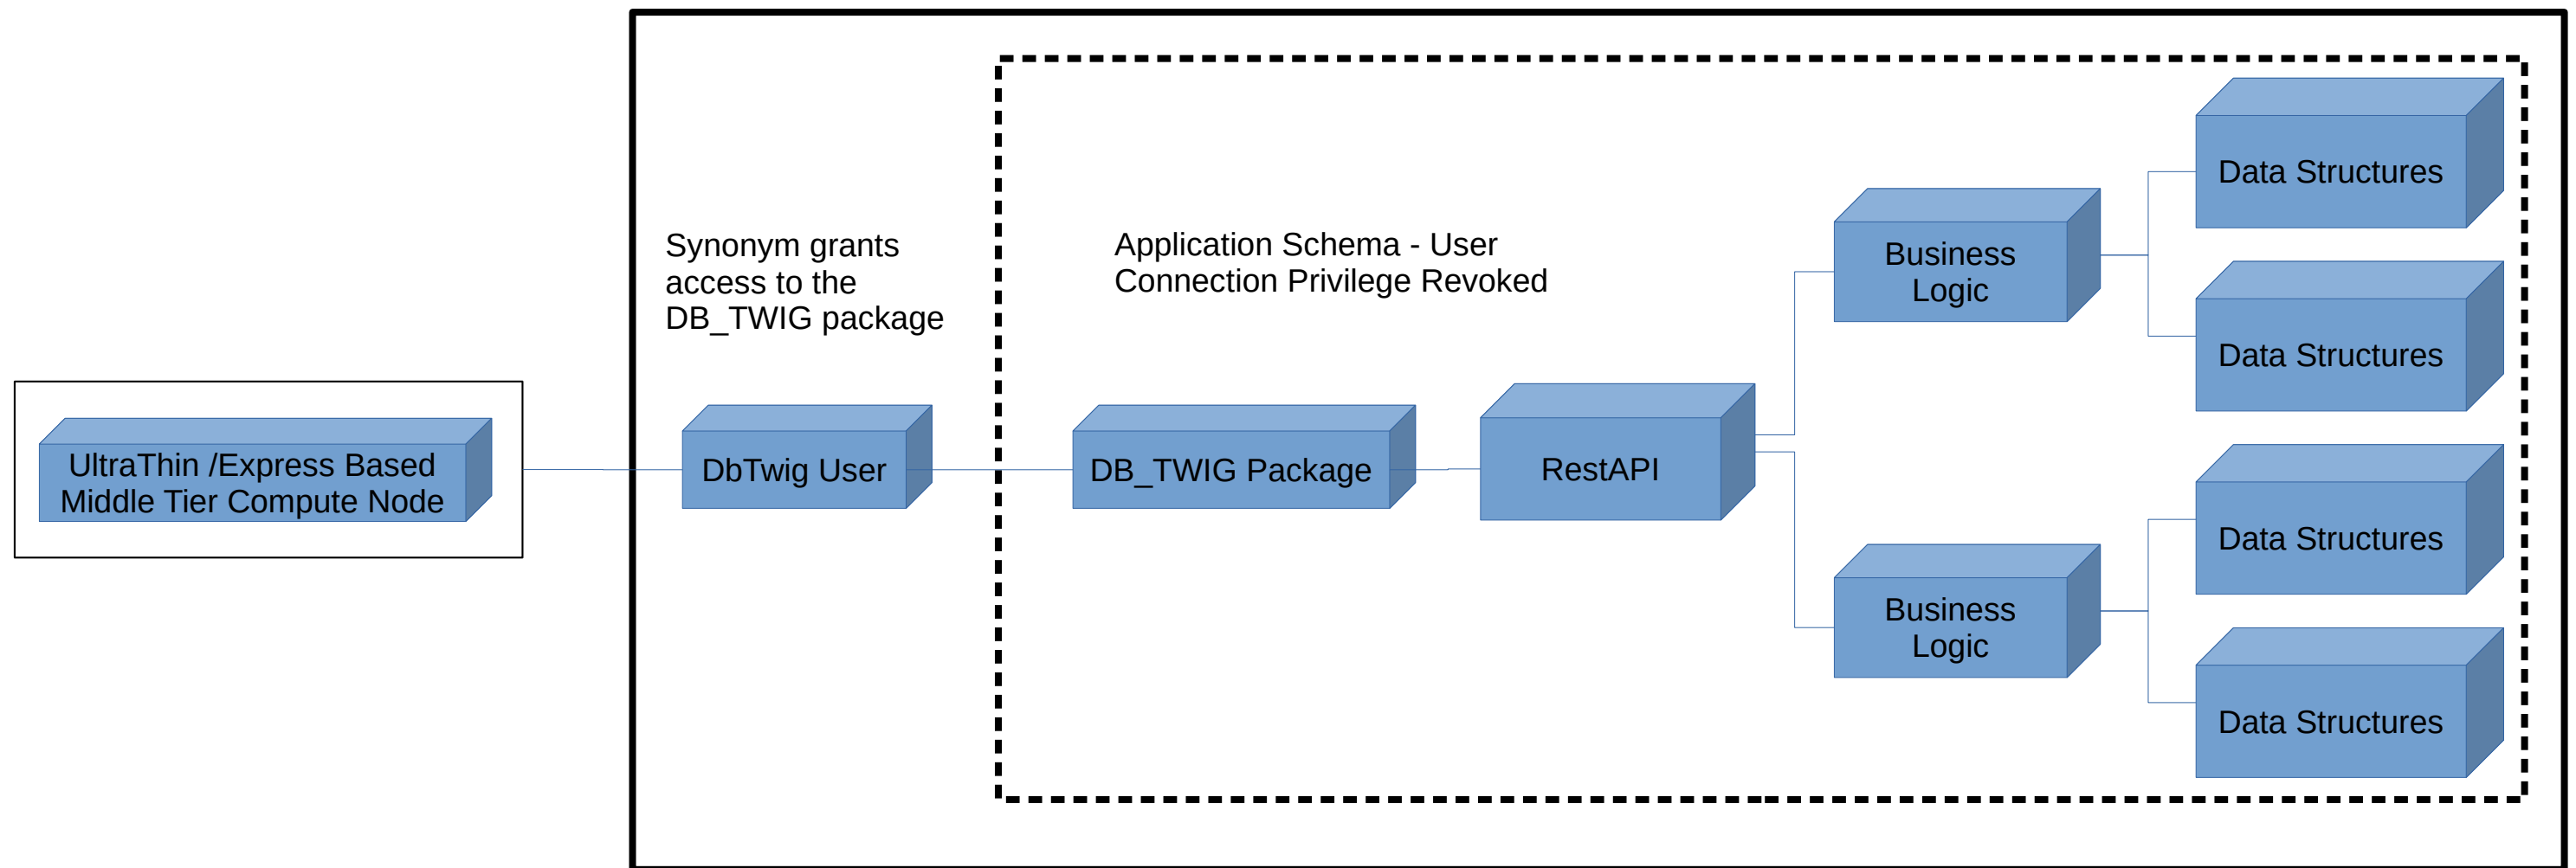 UltraThin /Express Based
Middle Tier Compute Node
Synonym grants
access to the
DB_TWIG package
DbTwig User
Application Schema - User
Connection Privilege Revoked
DB_TWIG Package
RestAPI
Business
Logic
Business
Logic
Data Structures
Data Structures
Data Structures
Data Structures